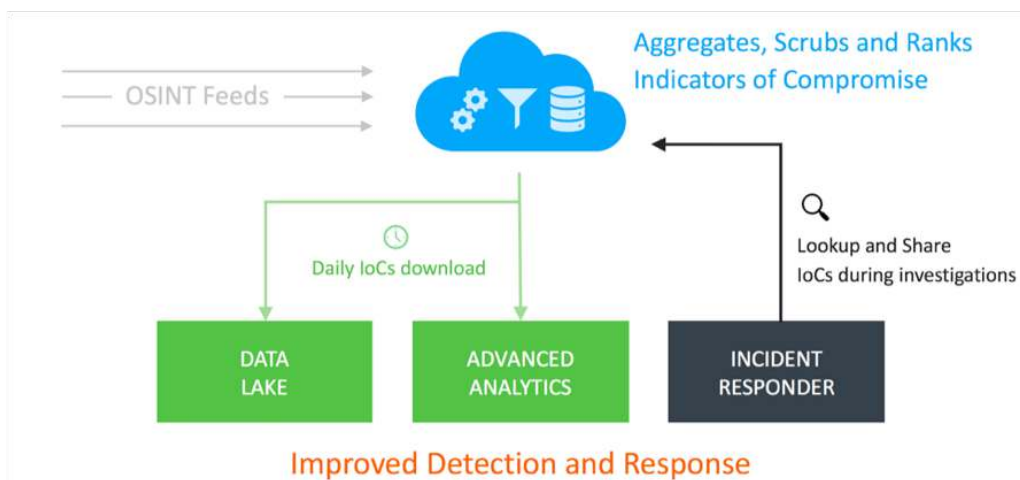 OSINT Feeds
Aggregates, Scrubs and Ranks
Indicators of Compromise
Daily IoCs download
Lookup and Share
IoCs during investigations
DATA
LAKE
ADVANCED
ANALYTICS
INCIDENT
RESPONDER
Improved Detection and Response